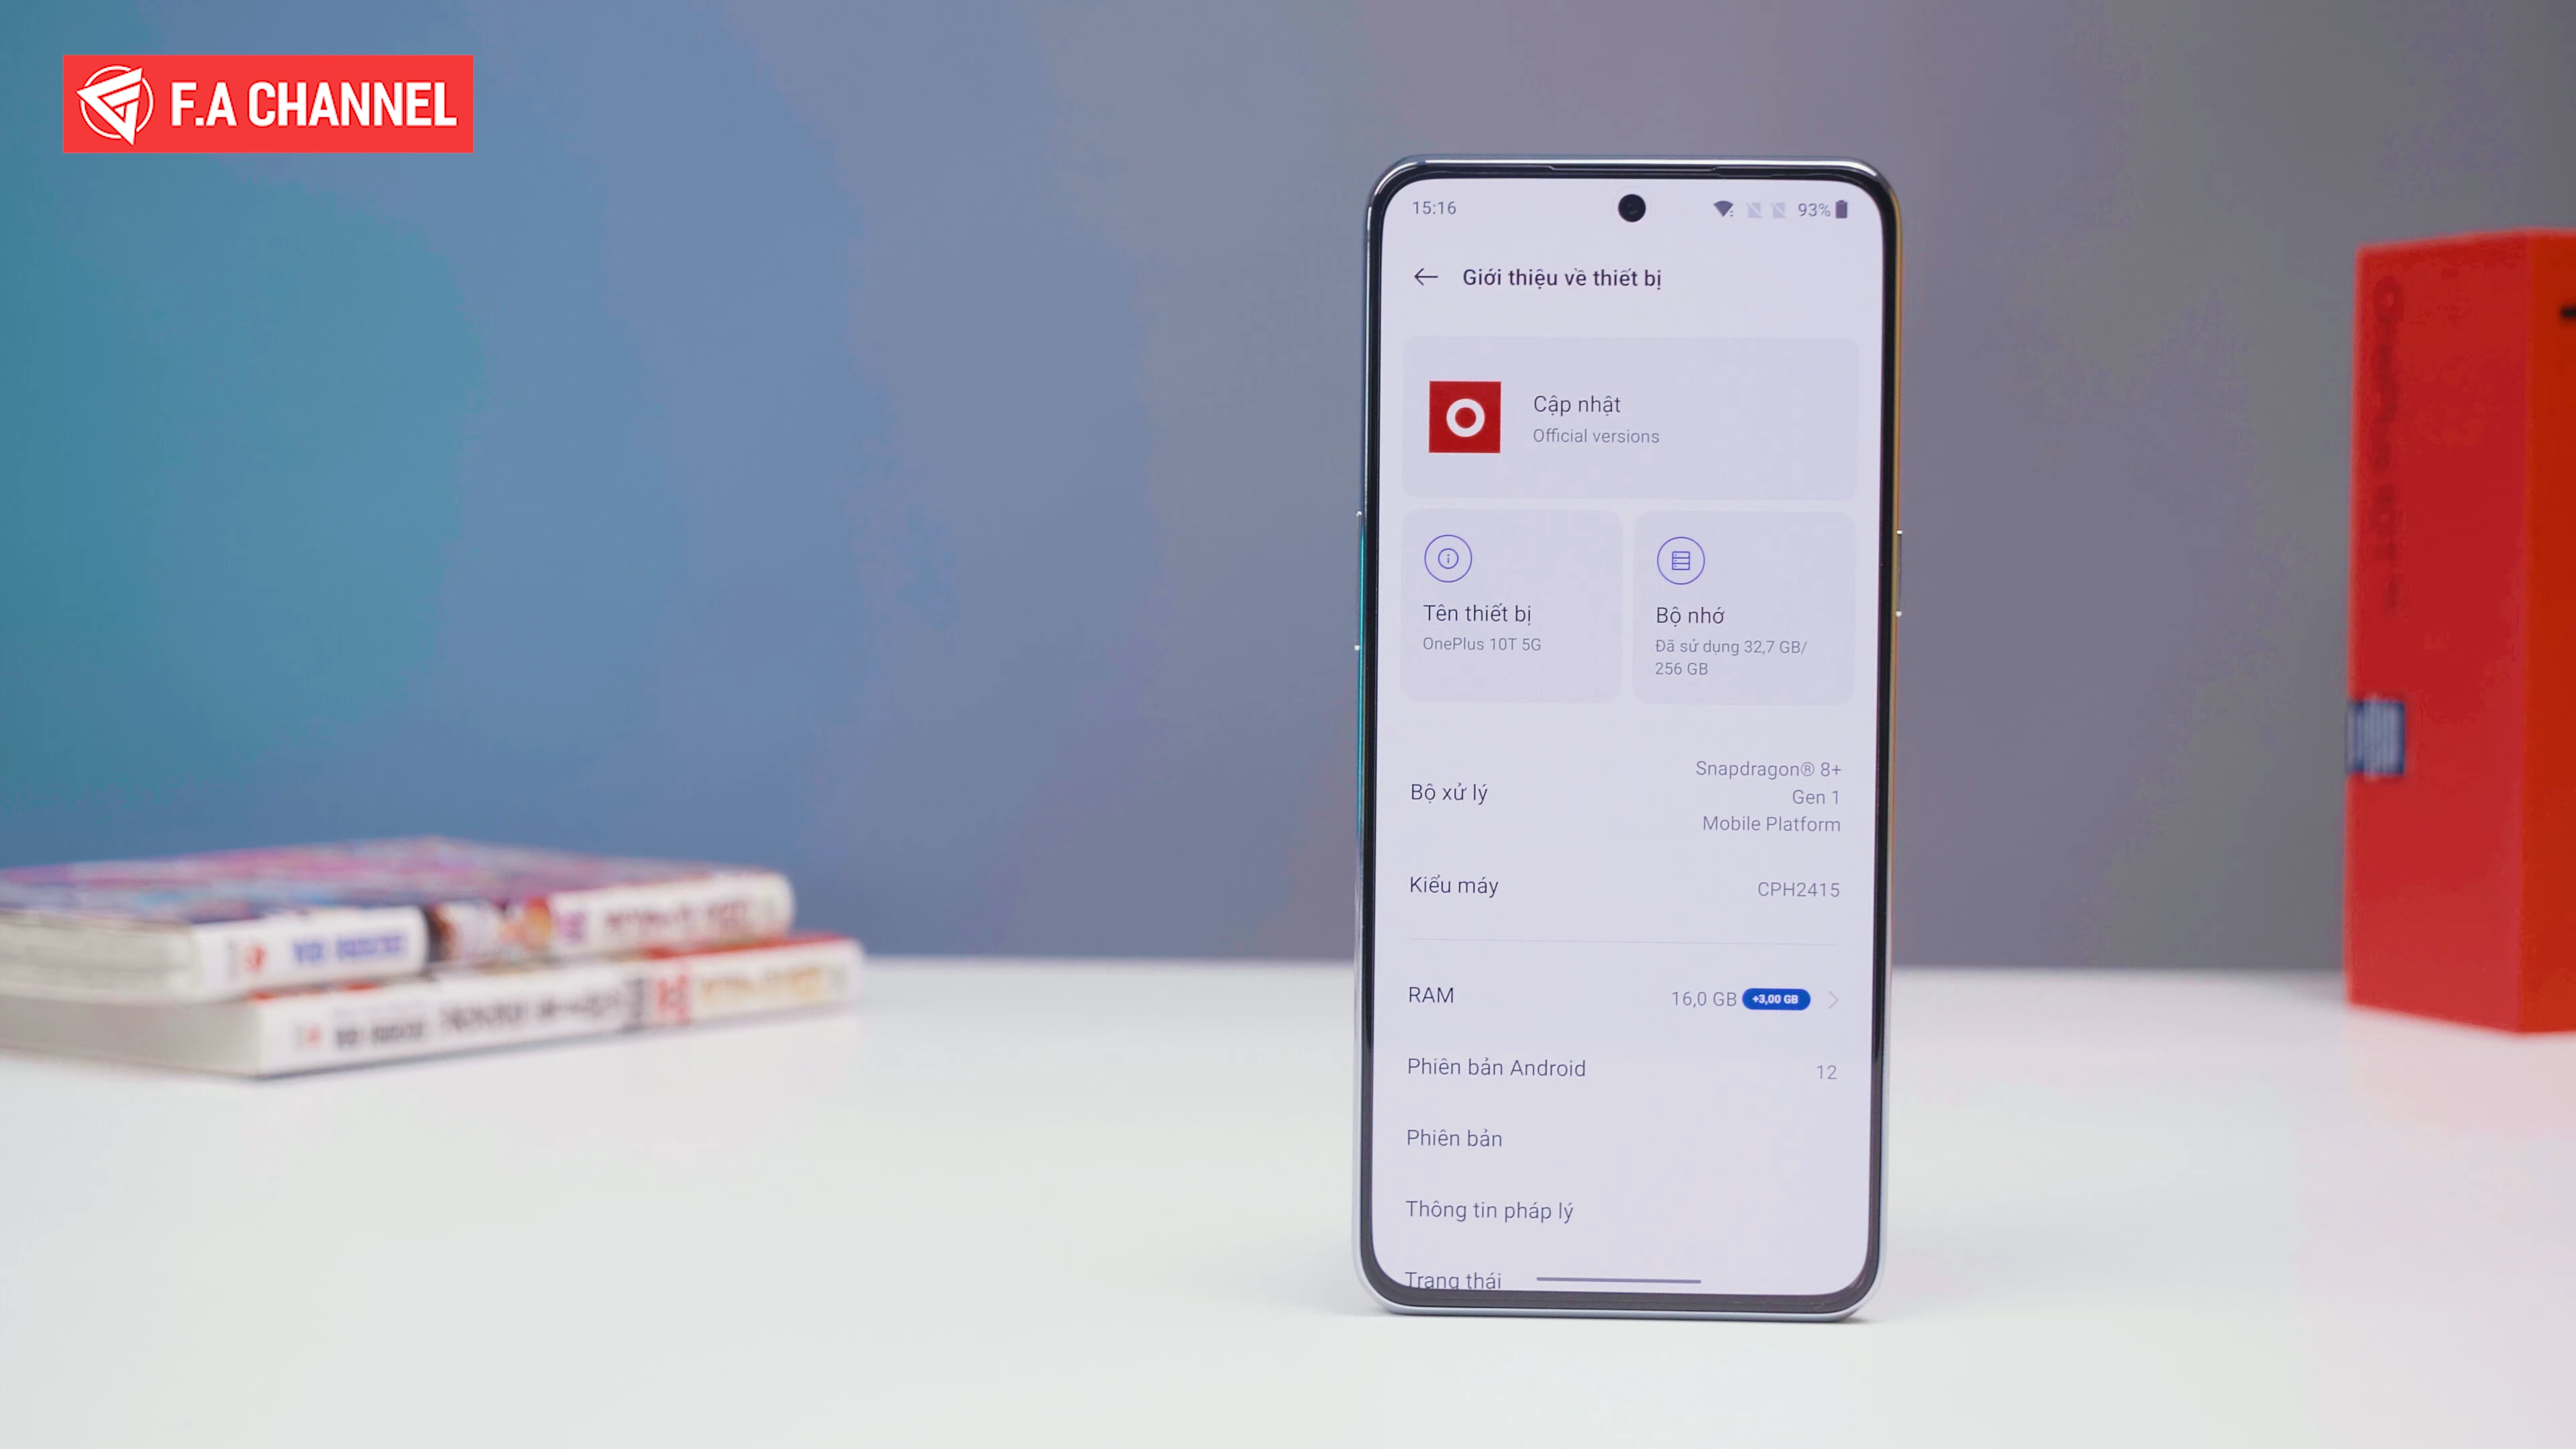 F.A CHANNEL
15:16
93%
Giới thiệu về thiết bị
Cập nhật
Official versions
Tên thiết bị
OnePlus 10T 5G
Bộ nhớ
Đã sử dụng 32,7 GB/
256 GB
Bộ xử lý
Snapdragon® 8+
Gen 1
Mobile Platform
Kiểu máy
CPH2415
RAM
16,0 GB +3,00 GB
Phiên bản Android
12
Phiên bản
Thông tin pháp lý
Trạng thái